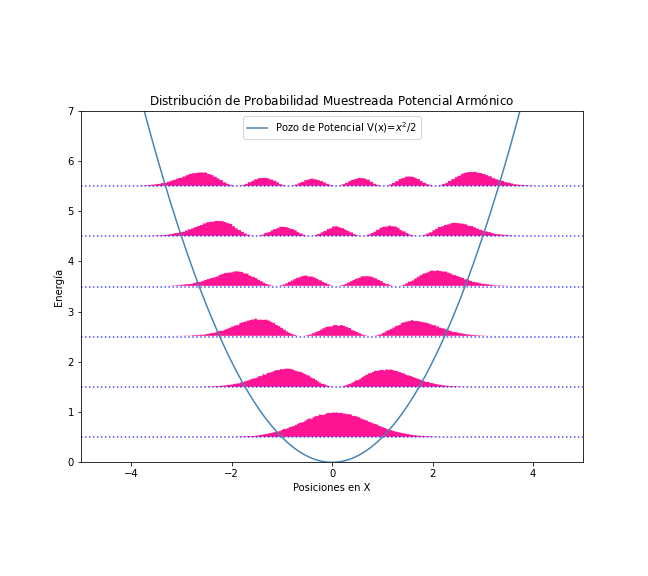 Distribución de Probabilidad Muestreada Potencial Armónico
Pozo de Potencial V(x)=x²/2
7
6
5
4
3
2
1
0
Energía
−4 −2 0 2 4
Posiciones en X